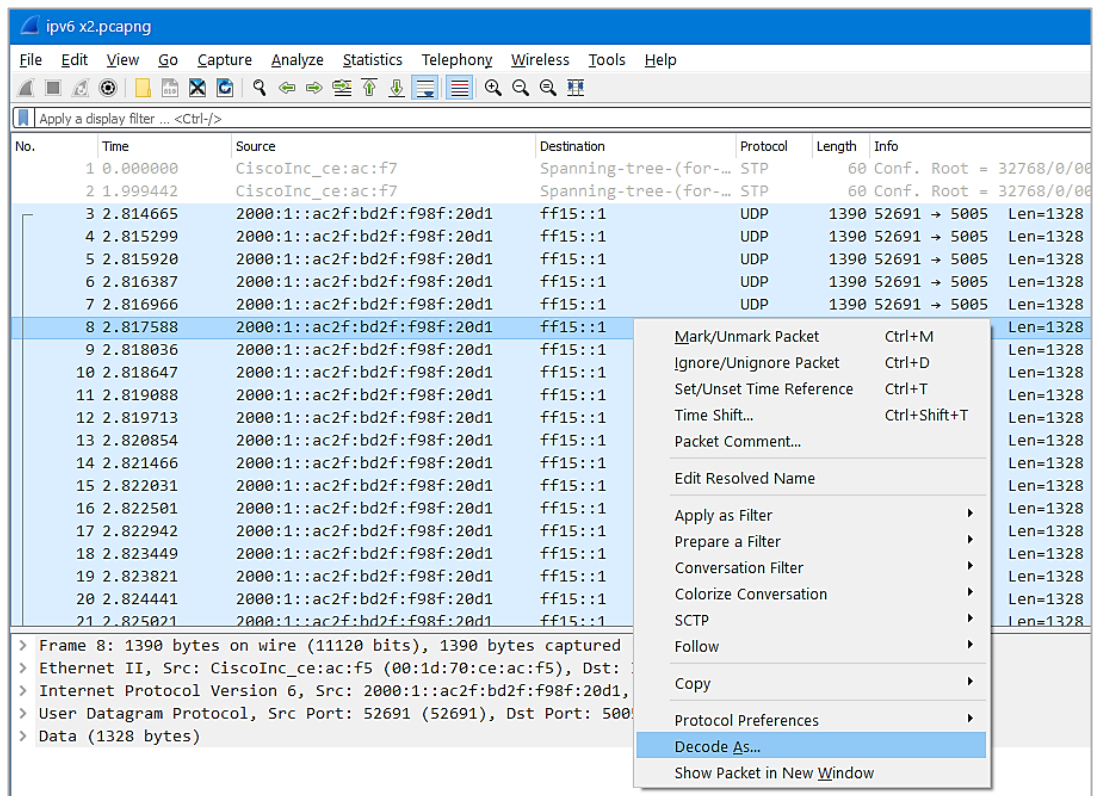 ipv6 x2.pcapng
File Edit View Go Capture Analyze Statistics Telephony Wireless Tools Help
Apply a display filter ... <Ctrl-/>
No. Time Source Destination Protocol Length Info
1 0.000000 CiscoInc_ce:ac:f7 Spanning-tree-(for-… STP 60 Conf. Root = 32768/0/00
2 1.999442 CiscoInc_ce:ac:f7 Spanning-tree-(for-… STP 60 Conf. Root = 32768/0/00
3 2.814665 2000:1::ac2f:bd2f:f98f:20d1 ff15::1 UDP 1390 52691 → 5005 Len=1328
4 2.815299 2000:1::ac2f:bd2f:f98f:20d1 ff15::1 UDP 1390 52691 → 5005 Len=1328
5 2.815920 2000:1::ac2f:bd2f:f98f:20d1 ff15::1 UDP 1390 52691 → 5005 Len=1328
6 2.816387 2000:1::ac2f:bd2f:f98f:20d1 ff15::1 UDP 1390 52691 → 5005 Len=1328
7 2.816966 2000:1::ac2f:bd2f:f98f:20d1 ff15::1 UDP 1390 52691 → 5005 Len=1328
8 2.817588 2000:1::ac2f:bd2f:f98f:20d1 ff15::1 Len=1328
9 2.818036 2000:1::ac2f:bd2f:f98f:20d1 ff15::1 Len=1328
10 2.818647 2000:1::ac2f:bd2f:f98f:20d1 ff15::1 Len=1328
11 2.819088 2000:1::ac2f:bd2f:f98f:20d1 ff15::1 Len=1328
12 2.819713 2000:1::ac2f:bd2f:f98f:20d1 ff15::1 Len=1328
13 2.820854 2000:1::ac2f:bd2f:f98f:20d1 ff15::1 Len=1328
14 2.821466 2000:1::ac2f:bd2f:f98f:20d1 ff15::1 Len=1328
15 2.822031 2000:1::ac2f:bd2f:f98f:20d1 ff15::1 Len=1328
16 2.822501 2000:1::ac2f:bd2f:f98f:20d1 ff15::1 Len=1328
17 2.822942 2000:1::ac2f:bd2f:f98f:20d1 ff15::1 Len=1328
18 2.823449 2000:1::ac2f:bd2f:f98f:20d1 ff15::1 Len=1328
19 2.823821 2000:1::ac2f:bd2f:f98f:20d1 ff15::1 Len=1328
20 2.824441 2000:1::ac2f:bd2f:f98f:20d1 ff15::1 Len=1328
21 2.825021 2000:1::ac2f:bd2f:f98f:20d1 ff15::1 Len=1328
Mark/Unmark Packet Ctrl+M
Ignore/Unignore Packet Ctrl+D
Set/Unset Time Reference Ctrl+T
Time Shift... Ctrl+Shift+T
Packet Comment...
Edit Resolved Name
Apply as Filter
Prepare a Filter
Conversation Filter
Colorize Conversation
SCTP
Follow
Copy
Protocol Preferences
Decode As...
Show Packet in New Window
Frame 8: 1390 bytes on wire (11120 bits), 1390 bytes captured
Ethernet II, Src: CiscoInc_ce:ac:f5 (00:1d:70:ce:ac:f5), Dst:
Internet Protocol Version 6, Src: 2000:1::ac2f:bd2f:f98f:20d1,
User Datagram Protocol, Src Port: 52691 (52691), Dst Port: 5005
Data (1328 bytes)